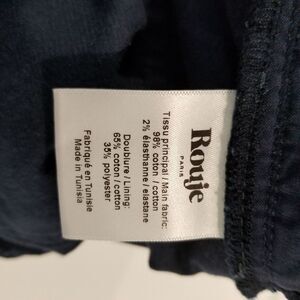 Rouje
PARIS
Tissu principal / Main fabric:
98% coton / cotton
2% élasthanne / elastane
Doublure / Lining:
65% coton / cotton
35% polyester
Fabriqué en Tunisie
Made in Tunisia